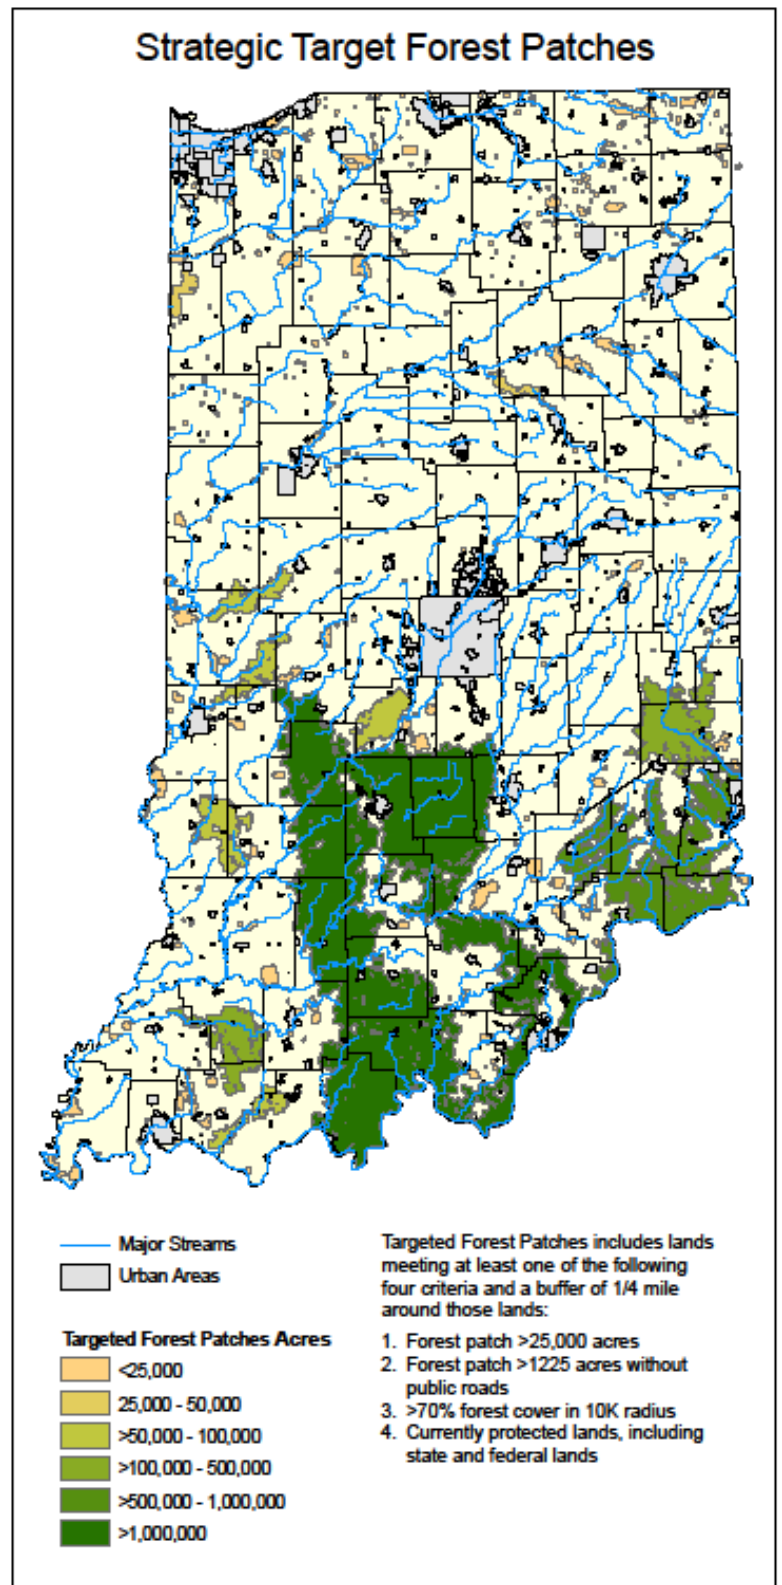 Strategic Target Forest Patches
Major Streams
Urban Areas
Targeted Forest Patches Acres
<25,000
25,000 - 50,000
>50,000 - 100,000
>100,000 - 500,000
>500,000 - 1,000,000
>1,000,000
Targeted Forest Patches includes lands
meeting at least one of the following
four criteria and a buffer of 1/4 mile
around those lands:
1. Forest patch >25,000 acres
2. Forest patch >1225 acres without
public roads
3. >70% forest cover in 10K radius
4. Currently protected lands, including
state and federal lands